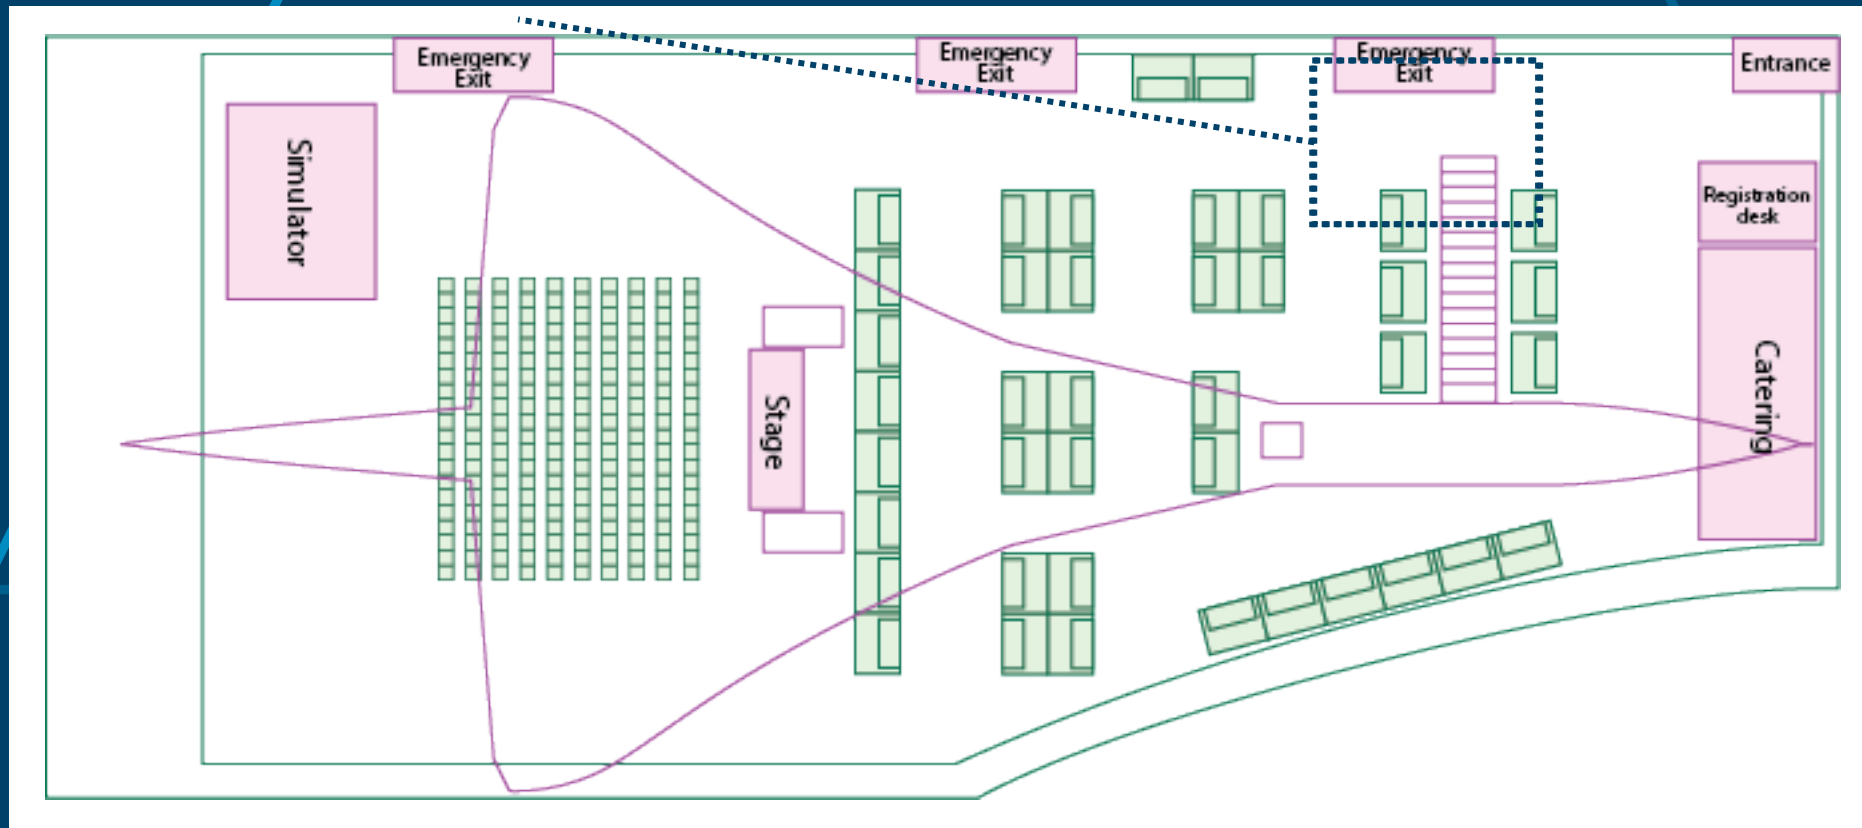 Emergency
Exit
Emergency
Exit
Emergency
Exit
Entrance
Simulator
Registration
desk
Stage
Catering